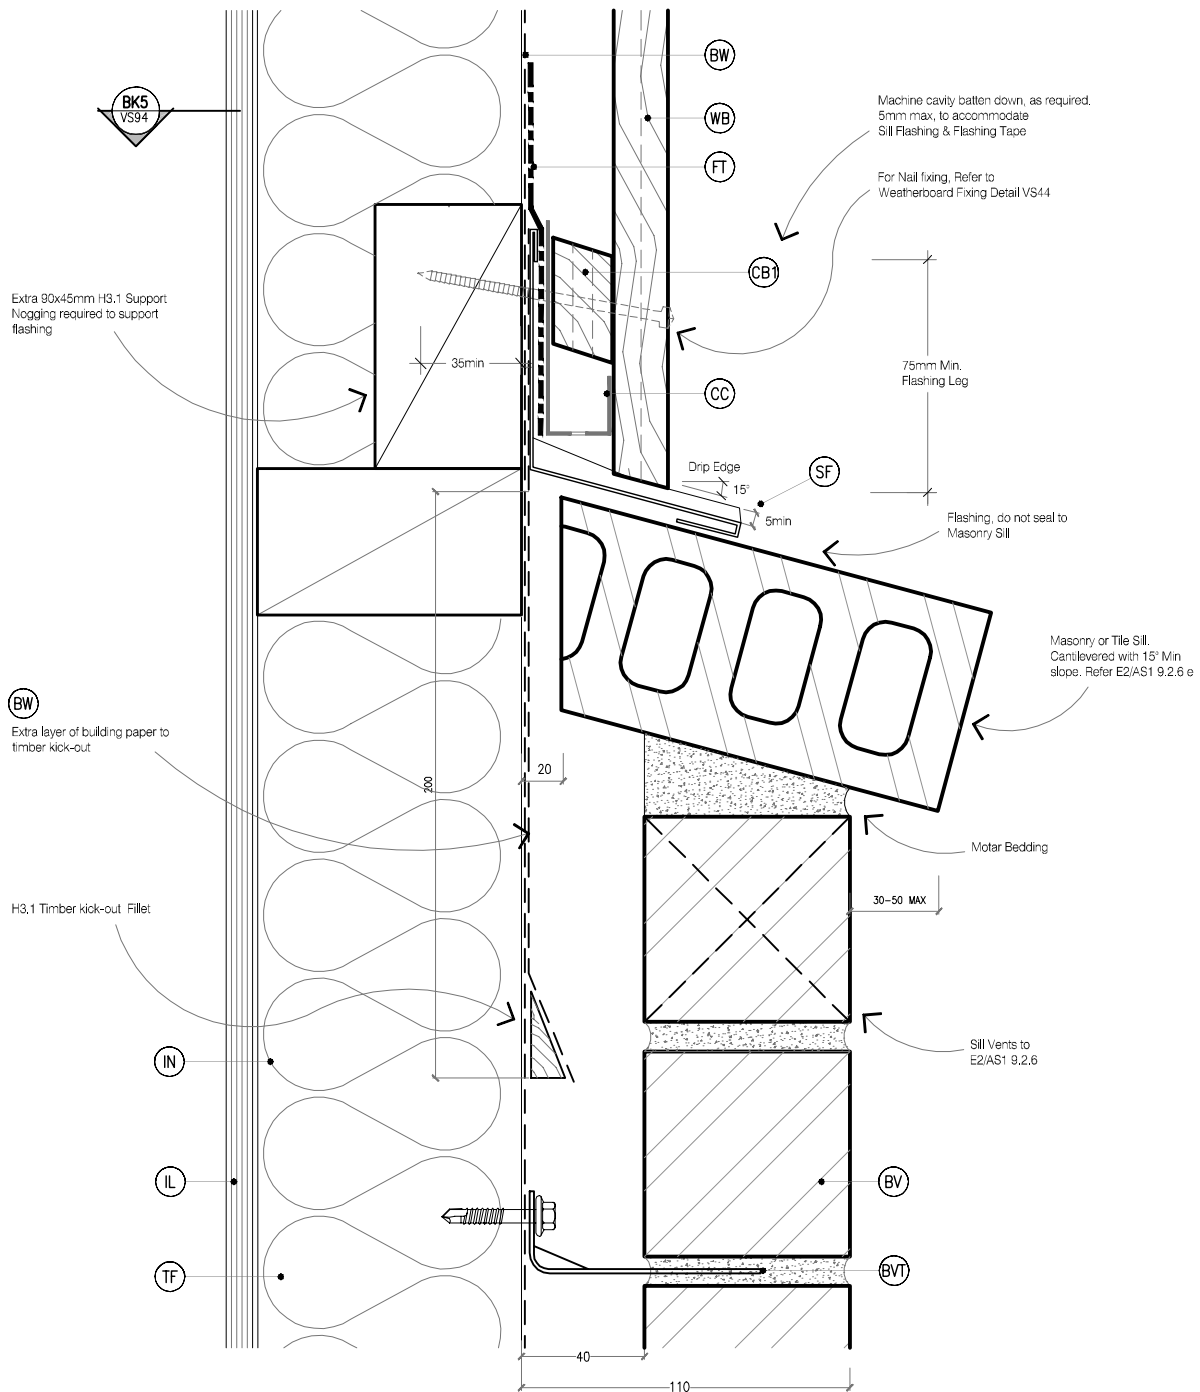 BW
BK5
VS94
WB
Machine cavity batten down, as required.
5mm max, to accommodate
Sill Flashing & Flashing Tape
FT
For Nail fixing, Refer to
Weatherboard Fixing Detail VS44
CB1
Extra 90x45mm H3.1 Support
Nogging required to support
flashing
35min
75mm Min.
Flashing Leg
CC
Drip Edge
15°
SF
5min
Flashing, do not seal to
Masonry Sill
Masonry or Tile Sill.
Cantilevered with 15° Min
slope. Refer E2/AS1 9.2.6 e
BW
Extra layer of building paper to
timber kick-out
20
200
Motar Bedding
30-50 MAX
H3,1 Timber kick-out Fillet
Sill Vents to
E2/AS1 9.2.6
IN
IL
BV
TF
BVT
40
110